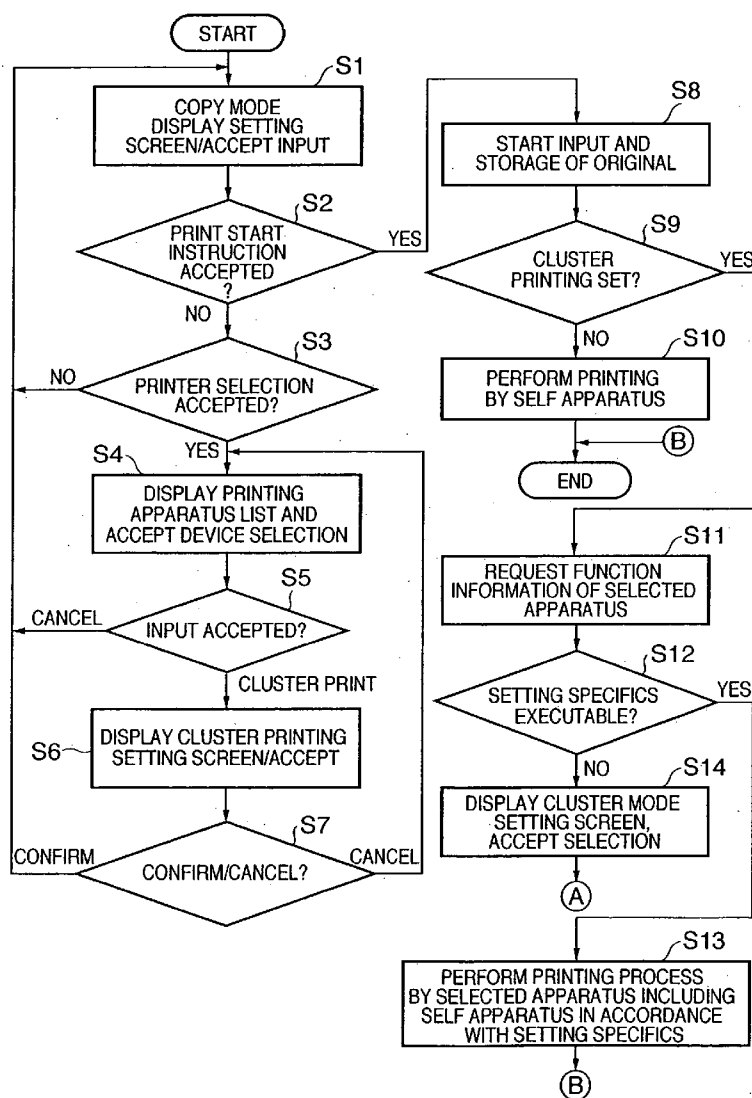 START
S1
COPY MODE
DISPLAY SETTING
SCREEN/ACCEPT INPUT
S2
PRINT START
INSTRUCTION
ACCEPTED
?
YES
NO
S3
PRINTER SELECTION
ACCEPTED?
NO
YES
S4
DISPLAY PRINTING
APPARATUS LIST AND
ACCEPT DEVICE SELECTION
S5
INPUT ACCEPTED?
CANCEL
CLUSTER PRINT
S6
DISPLAY CLUSTER PRINTING
SETTING SCREEN/ACCEPT
S7
CONFIRM/CANCEL?
CONFIRM
CANCEL
S8
START INPUT AND
STORAGE OF ORIGINAL
S9
CLUSTER
PRINTING SET?
YES
NO
S10
PERFORM PRINTING
BY SELF APPARATUS
B
END
S11
REQUEST FUNCTION
INFORMATION OF SELECTED
APPARATUS
S12
SETTING SPECIFICS
EXECUTABLE?
YES
NO
S14
DISPLAY CLUSTER MODE
SETTING SCREEN,
ACCEPT SELECTION
A
S13
PERFORM PRINTING PROCESS
BY SELECTED APPARATUS INCLUDING
SELF APPARATUS IN ACCORDANCE
WITH SETTING SPECIFICS
B